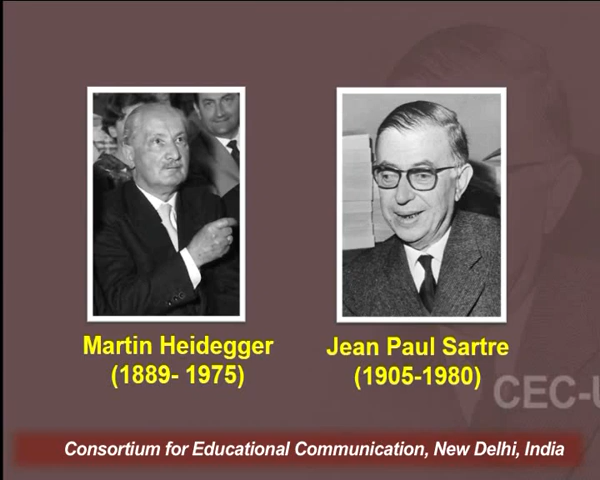 Martin Heidegger
(1889- 1975)
Jean Paul Sartre
(1905-1980)
CEC-U
Consortium for Educational Communication, New Delhi, India